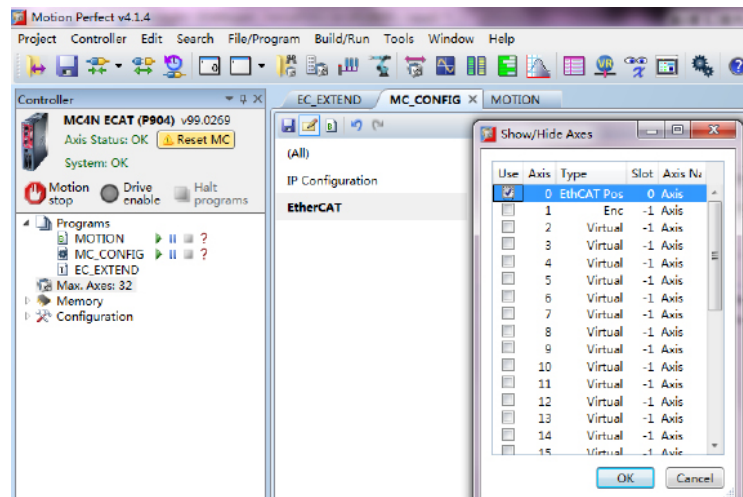 Motion Perfect v4.1.4
Project Controller Edit Search File/Program Build/Run Tools Window Help
Controller
MC4N ECAT (P904) v99.0269
Axis Status: OK Reset MC
System: OK
Motion stop
Drive enable
Halt programs
Programs
MOTION
MC_CONFIG
EC_EXTEND
Max. Axes: 32
Memory
Configuration
EC_EXTEND MC_CONFIG MOTION
(All)
IP Configuration
EtherCAT
Show/Hide Axes
Use Axis Type Slot Axis Na
0 EthCAT Pos 0 Axis
1 Enc -1 Axis
2 Virtual -1 Axis
3 Virtual -1 Axis
4 Virtual -1 Axis
5 Virtual -1 Axis
6 Virtual -1 Axis
7 Virtual -1 Axis
8 Virtual -1 Axis
9 Virtual -1 Axis
10 Virtual -1 Axis
11 Virtual -1 Axis
12 Virtual -1 Axis
13 Virtual -1 Axis
14 Virtual -1 Axis
15 Virtual -1 Axis
OK Cancel